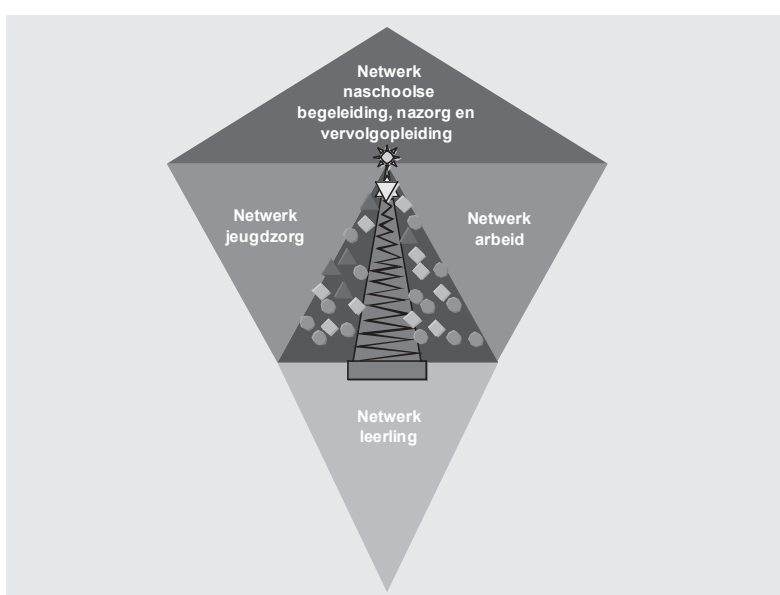 Netwerk
naschoolse
begeleiding, nazorg en
vervolgopleiding
Netwerk
jeugdzorg
Netwerk
arbeid
Netwerk
leerling